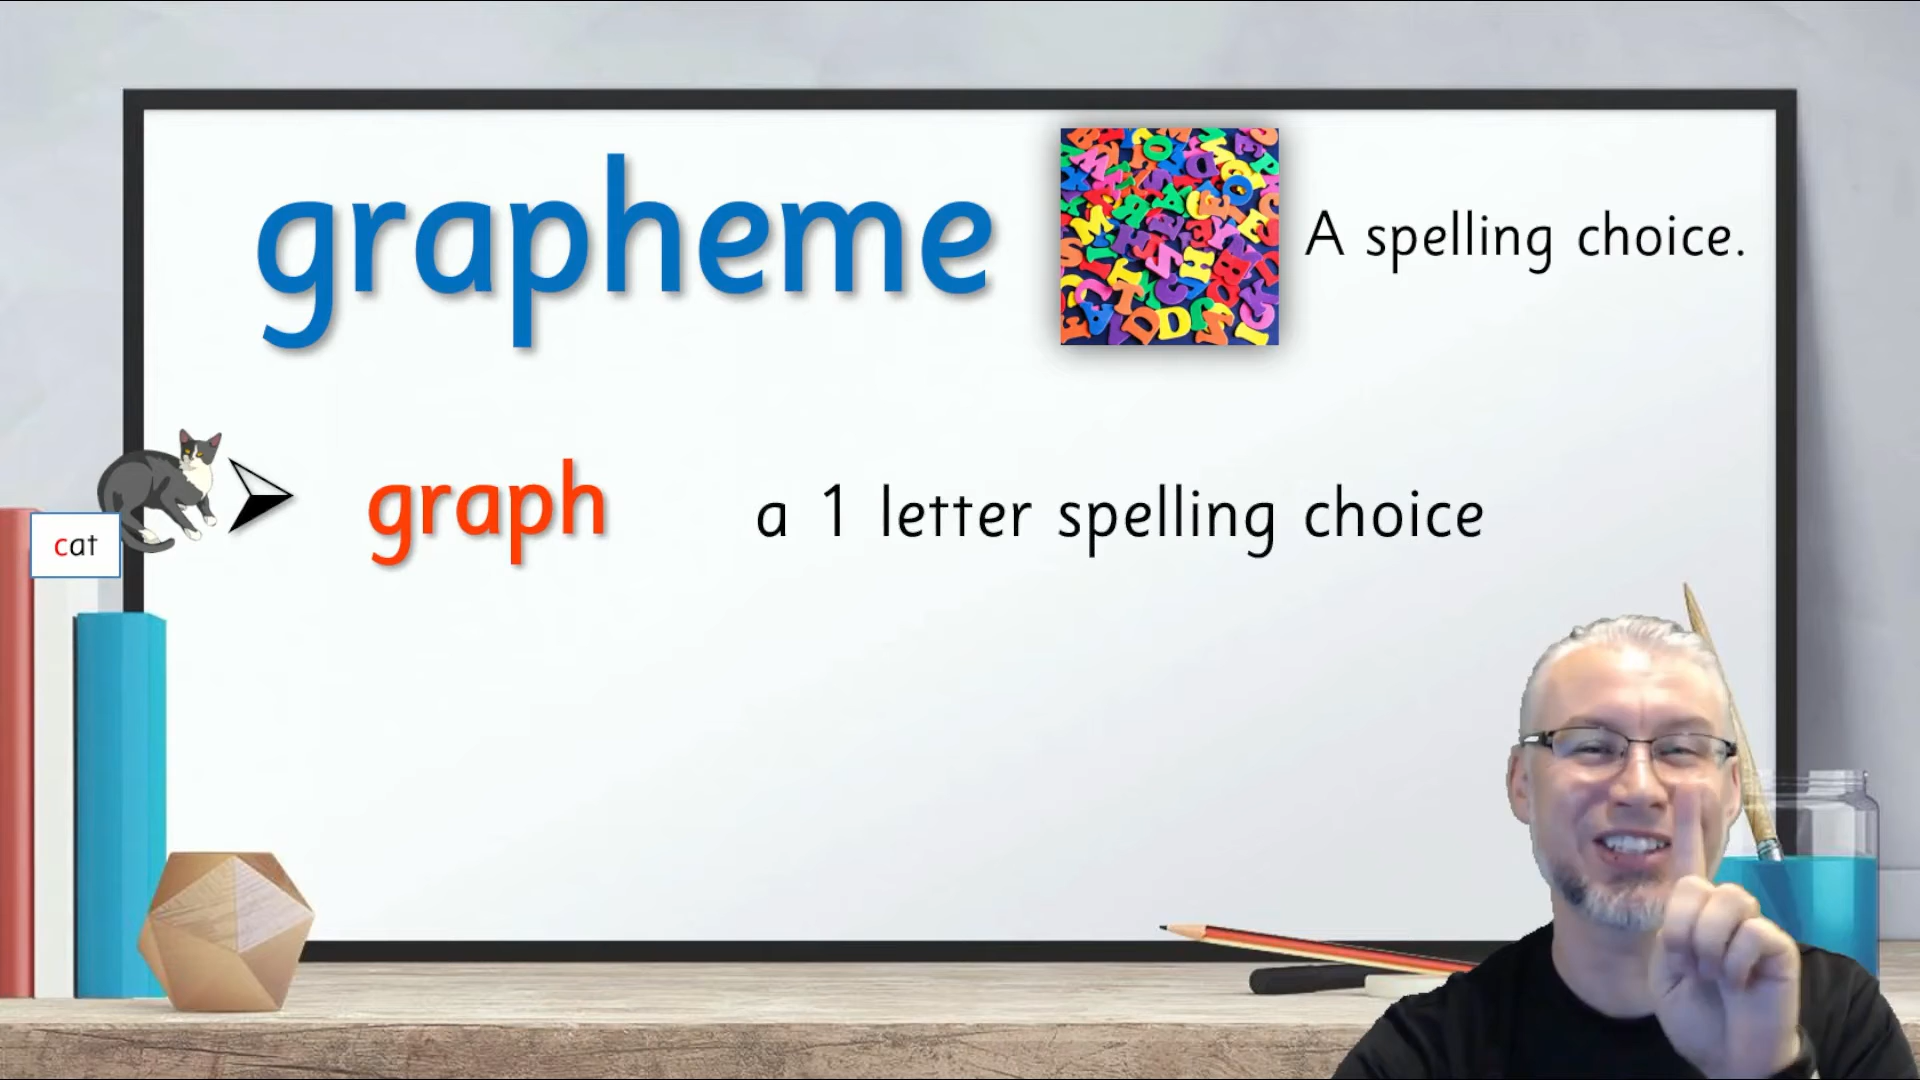 grapheme
A spelling choice.
graph
a 1 letter spelling choice
cat